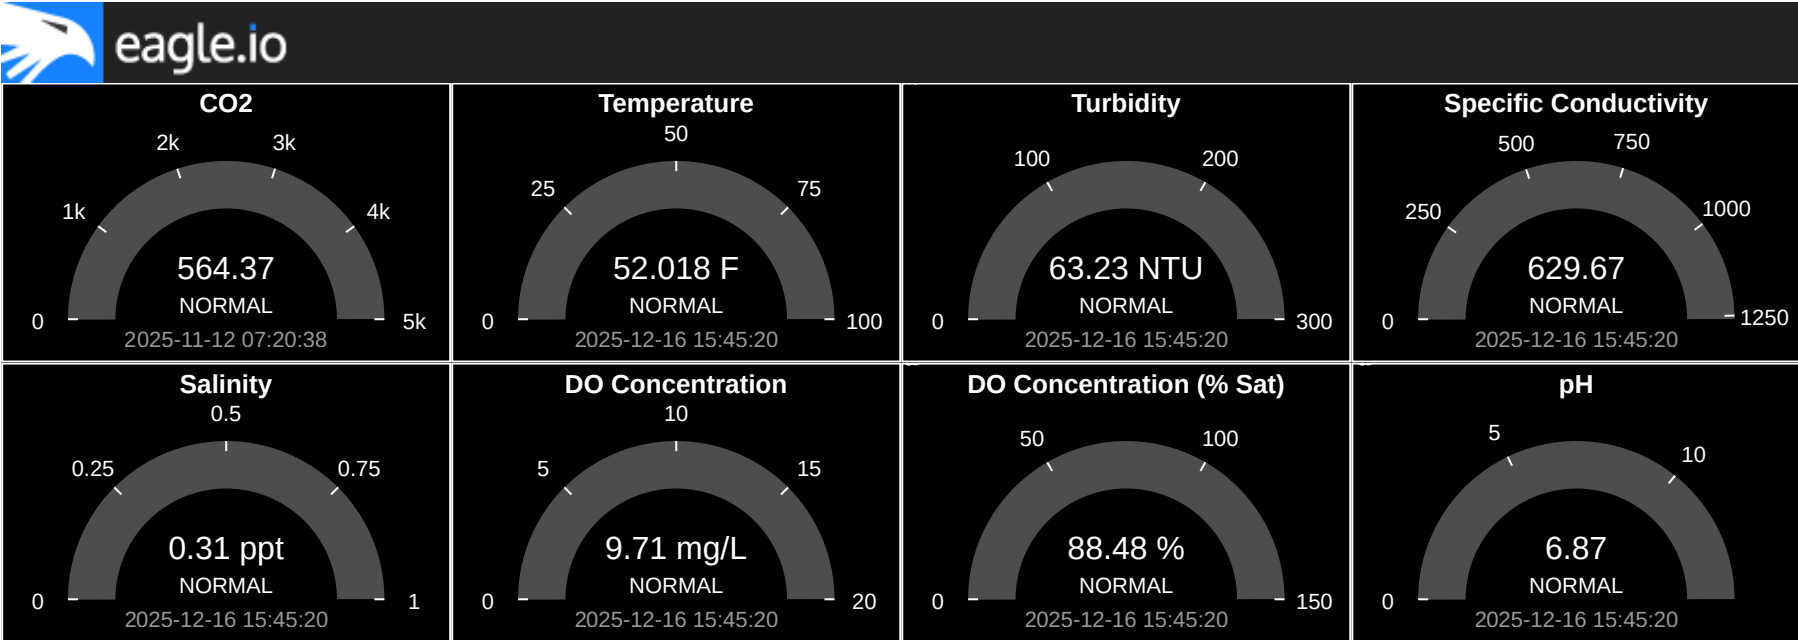 eagle.io
CO2
2k 3k
1k 4k
564.37
NORMAL
0 5k
2025-11-12 07:20:38
Temperature
50
25 75
52.018 F
NORMAL
0 100
2025-12-16 15:45:20
Turbidity
100 200
63.23 NTU
NORMAL
0 300
2025-12-16 15:45:20
Specific Conductivity
500 750
250 1000
629.67
NORMAL
0 1250
2025-12-16 15:45:20
Salinity
0.5
0.25 0.75
0.31 ppt
NORMAL
0 1
2025-12-16 15:45:20
DO Concentration
10
5 15
9.71 mg/L
NORMAL
0 20
2025-12-16 15:45:20
DO Concentration (% Sat)
50 100
88.48 %
NORMAL
0 150
2025-12-16 15:45:20
pH
5 10
6.87
NORMAL
0
2025-12-16 15:45:20